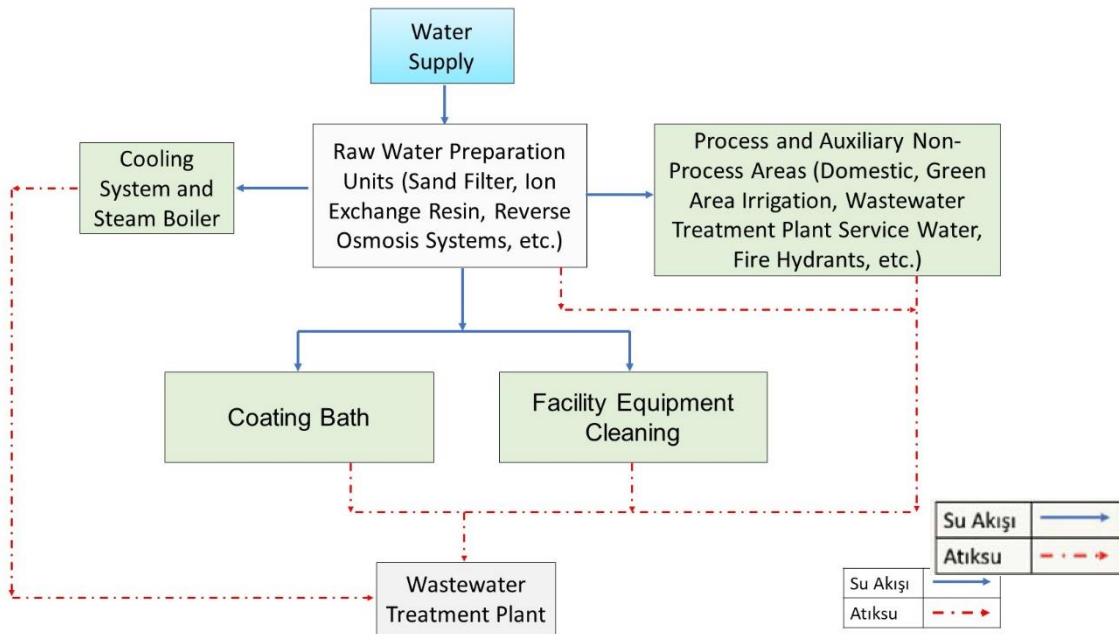 Water
Supply
Cooling
System and
Steam Boiler
Raw Water Preparation
Units (Sand Filter, Ion
Exchange Resin, Reverse
Osmosis Systems, etc.)
Process and Auxiliary Non-
Process Areas (Domestic, Green
Area Irrigation, Wastewater
Treatment Plant Service Water,
Fire Hydrants, etc.)
Coating Bath
Facility Equipment
Cleaning
Wastewater
Treatment Plant
Su Akışı
Atıksu
Su Akışı
Atıksu